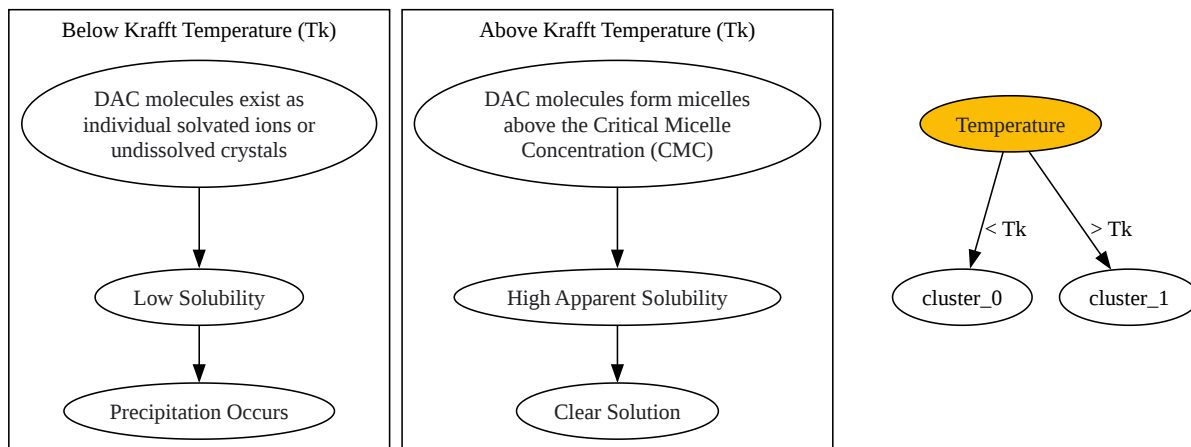 Below Krafft Temperature (Tk)
DAC molecules exist as
individual solvated ions or
undissolved crystals
Low Solubility
Precipitation Occurs
Above Krafft Temperature (Tk)
DAC molecules form micelles
above the Critical Micelle
Concentration (CMC)
High Apparent Solubility
Clear Solution
Temperature
< Tk
> Tk
cluster_0
cluster_1